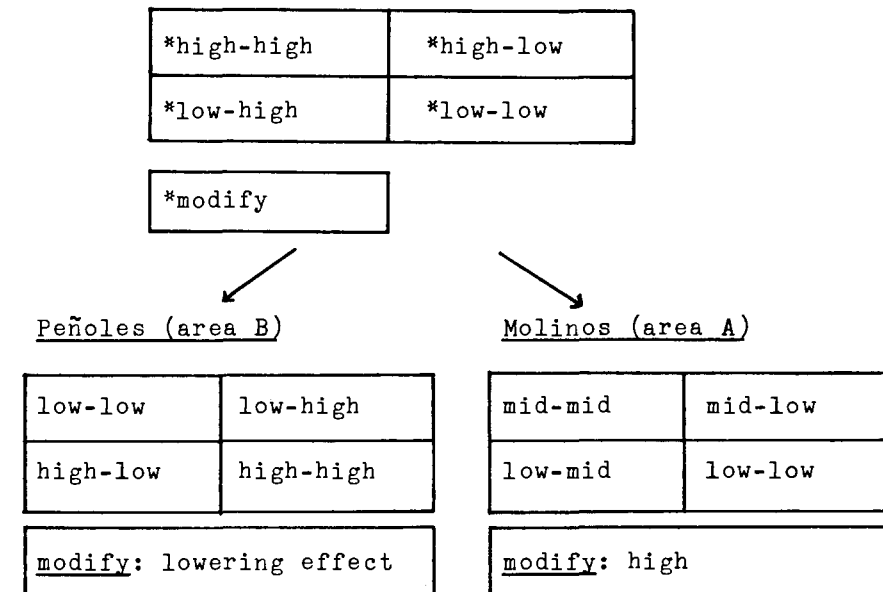 *high-high *high-low
*low-high *low-low
*modify
Peñoles (area B) Molinos (area A)
low-low low-high mid-mid mid-low
high-low high-high low-mid low-low
modify: lowering effect modify: high